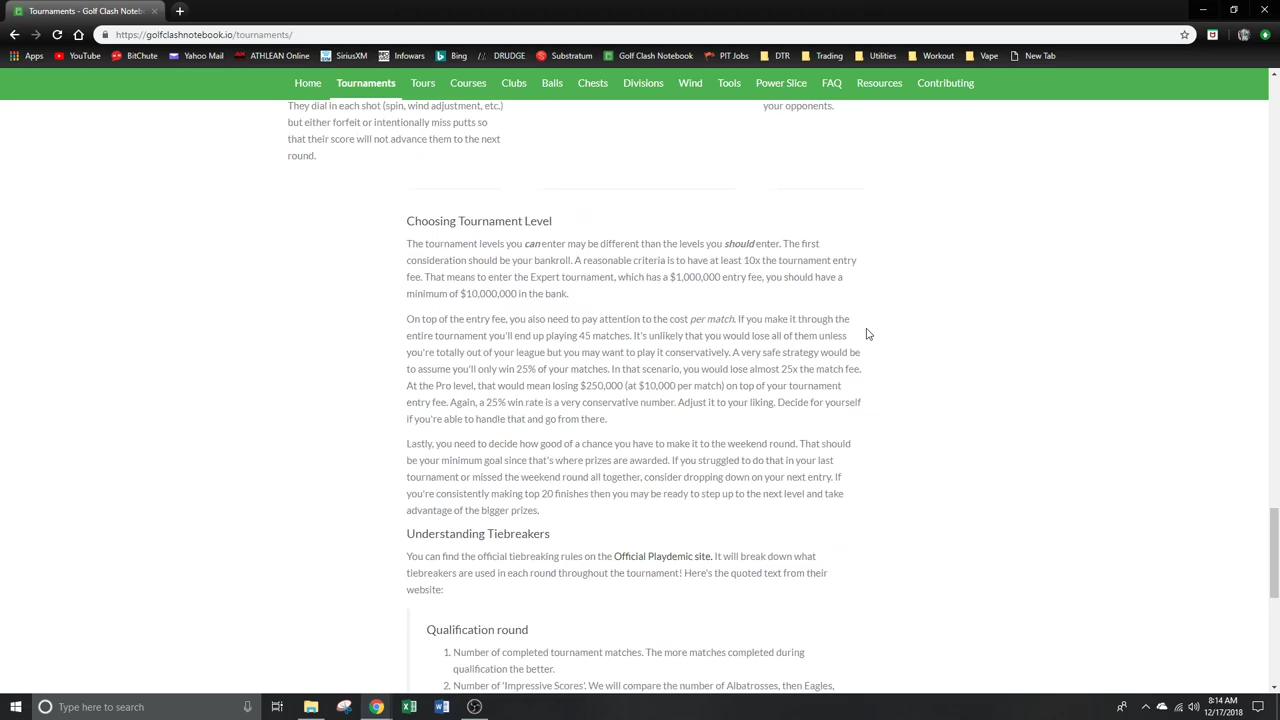 Golf Clash Notebook
https://golfclashnotebook.io/tournaments/
Apps
BitChute
Yahoo Mail
ATHLEAN Online
SiriusXM
Infowars
Bing
DRUDGE
Substratum
Golf Clash Notebook
PIT Jobs
DTR
Trading
Utilities
Workout
Vape
New Tab
Home
Tournaments
Tours
Courses
Clubs
Balls
Chests
Divisions
Wind
Tools
Power Slice
FAQ
Resources
Contributing
They dial in each shot (spin, wind adjustment, etc.)
but either forfeit or intentionally miss putts so
that their score will not advance them to the next
round.
your opponents.
Choosing Tournament Level
The tournament levels you can enter may be different than the levels you should enter. The first
consideration should be your bankroll. A reasonable criteria is to have at least 10x the tournament entry
fee. That means to enter the Expert tournament, which has a $1,000,000 entry fee, you should have a
minimum of $10,000,000 in the bank.
On top of the entry fee, you also need to pay attention to the cost per match. If you make it through the
entire tournament you'll end up playing 45 matches. It's unlikely that you would lose all of them unless
you're totally out of your league but you may want to play it conservatively. A very safe strategy would be
to assume you'll only win 25% of your matches. In that scenario, you would lose almost 25x the match fee.
At the Pro level, that would mean losing $250,000 (at $10,000 per match) on top of your tournament
entry fee. Again, a 25% win rate is a very conservative number. Adjust it to your liking. Decide for yourself
if you're able to handle that and go from there.
Lastly, you need to decide how good of a chance you have to make it to the weekend round. That should
be your minimum goal since that's where prizes are awarded. If you struggled to do that in your last
tournament or missed the weekend round all together, consider dropping down on your next entry. If
you're consistently making top 20 finishes then you may be ready to step up to the next level and take
advantage of the bigger prizes.
Understanding Tiebreakers
You can find the official tiebreaking rules on the Official Playdemic site. It will break down what
tiebreakers are used in each round throughout the tournament! Here's the quoted text from their
website:
Qualification round
1. Number of completed tournament matches. The more matches completed during
qualification the better.
2. Number of 'Impressive Scores'. We will compare the number of Albatrosses, then Eagles,
Type here to search
8:14 AM
12/17/2018